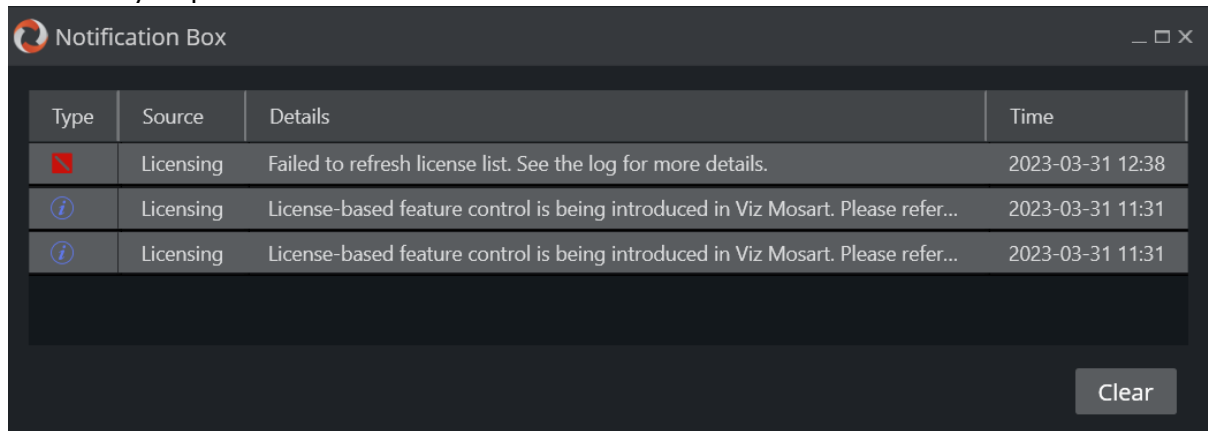 Notification Box
Type Source Details Time
Licensing Failed to refresh license list. See the log for more details. 2023-03-31 12:38
Licensing License-based feature control is being introduced in Viz Mosart. Please refer... 2023-03-31 11:31
Licensing License-based feature control is being introduced in Viz Mosart. Please refer... 2023-03-31 11:31
Clear